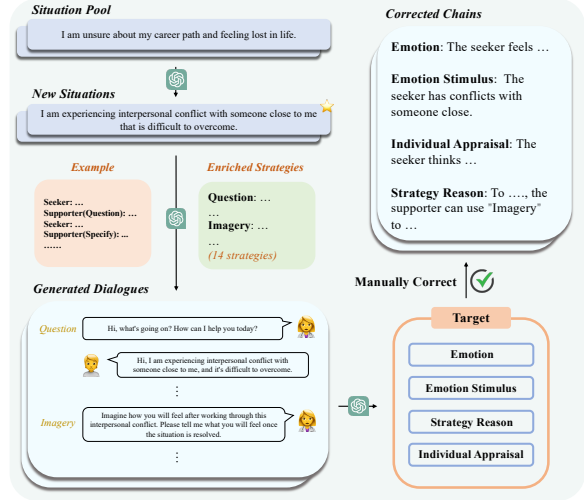 Situation Pool
I am unsure about my career path and feeling lost in life.
New Situations
I am experiencing interpersonal conflict with someone close to me
that is difficult to overcome.
Example
Seeker: …
Supporter(Question): …
Seeker: …
Supporter(Specify): ...
……
Enriched Strategies
Question: …
…
Imagery: …
…
(14 strategies)
Generated Dialogues
Question
Hi, what's going on? How can I help you today?
Hi, I am experiencing interpersonal conflict with
someone close to me, and it's difficult to overcome.
⋮
Imagery
Imagine how you will feel after working through this
interpersonal conflict. Please tell me what you will feel once
the situation is resolved.
⋮
Corrected Chains
Emotion: The seeker feels …
Emotion Stimulus: The
seeker has conflicts with
someone close.
Individual Appraisal: The
seeker thinks …
Strategy Reason: To …., the
supporter can use "Imagery"
to …
Manually Correct
Target
Emotion
Emotion Stimulus
Strategy Reason
Individual Appraisal